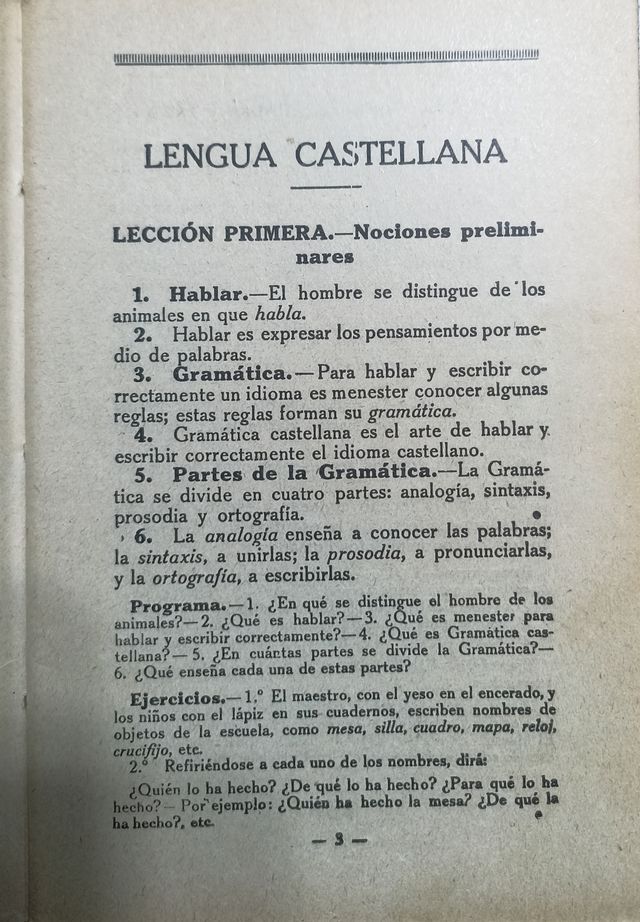 LENGUA CASTELLANA
LECCIÓN PRIMERA.—Nociones prelimi-
nares
1. Hablar.—El hombre se distingue de los
animales en que habla.
2. Hablar es expresar los pensamientos por me-
dio de palabras.
3. Gramática.—Para hablar y escribir co-
rrectamente un idioma es menester conocer algunas
reglas; estas reglas forman su gramática.
4. Gramática castellana es el arte de hablar y
escribir correctamente el idioma castellano.
5. Partes de la Gramática.—La Gramá-
tica se divide en cuatro partes: analogía, sintaxis,
prosodia y ortografía.
6. La analogía enseña a conocer las palabras;
la sintaxis, a unirlas; la prosodia, a pronunciarlas,
y la ortografía, a escribirlas.
Programa.—1. ¿En qué se distingue el hombre de los
animales?—2. ¿Qué es hablar?—3. ¿Qué es menester para
hablar y escribir correctamente?—4. ¿Qué es Gramática cas-
tellana?—5. ¿En cuántas partes se divide la Gramática?—
6. ¿Qué enseña cada una de estas partes?
Ejercicios.—1.º El maestro, con el yeso en el encerado, y
los niños con el lápiz en sus cuadernos, escriben nombres de
objetos de la escuela, como mesa, silla, cuadro, mapa, reloj,
crucifijo, etc.
2.º Refiriéndose a cada uno de los nombres, dirá:
¿Quién lo ha hecho? ¿De qué lo ha hecho? ¿Para qué lo ha
hecho?—Por ejemplo: ¿Quién ha hecho la mesa? ¿De qué la
ha hecho?, etc.
— 3 —